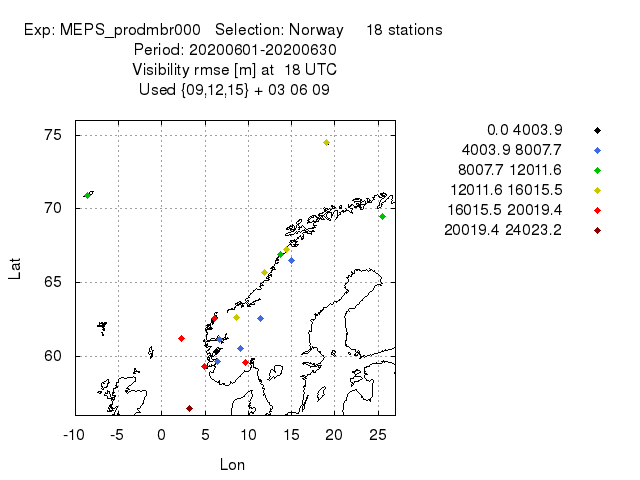 Exp: MEPS_prodmbr000 Selection: Norway 18 stations
Period: 20200601-20200630
Visibility rmse [m] at 18 UTC
Used {09,12,15} + 03 06 09
0.0 4003.9
4003.9 8007.7
8007.7 12011.6
12011.6 16015.5
16015.5 20019.4
20019.4 24023.2
75
70
65
60
Lat
-10 -5 0 5 10 15 20 25
Lon